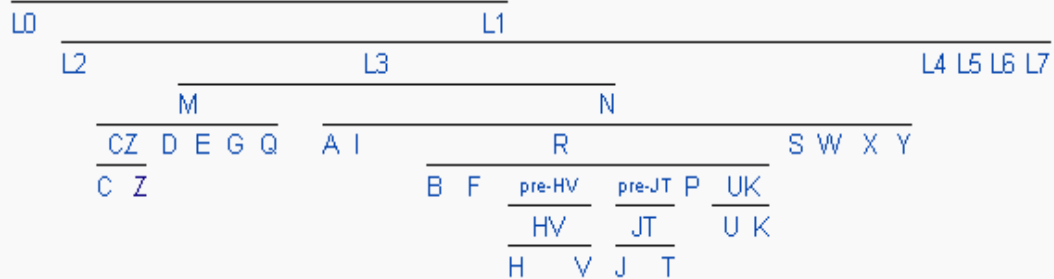 L0 L1
L2 L3 L4 L5 L6 L7
M N
CZ D E G Q A I R S W X Y
C Z B F pre-HV pre-JT P UK
HV JT U K
H V J T